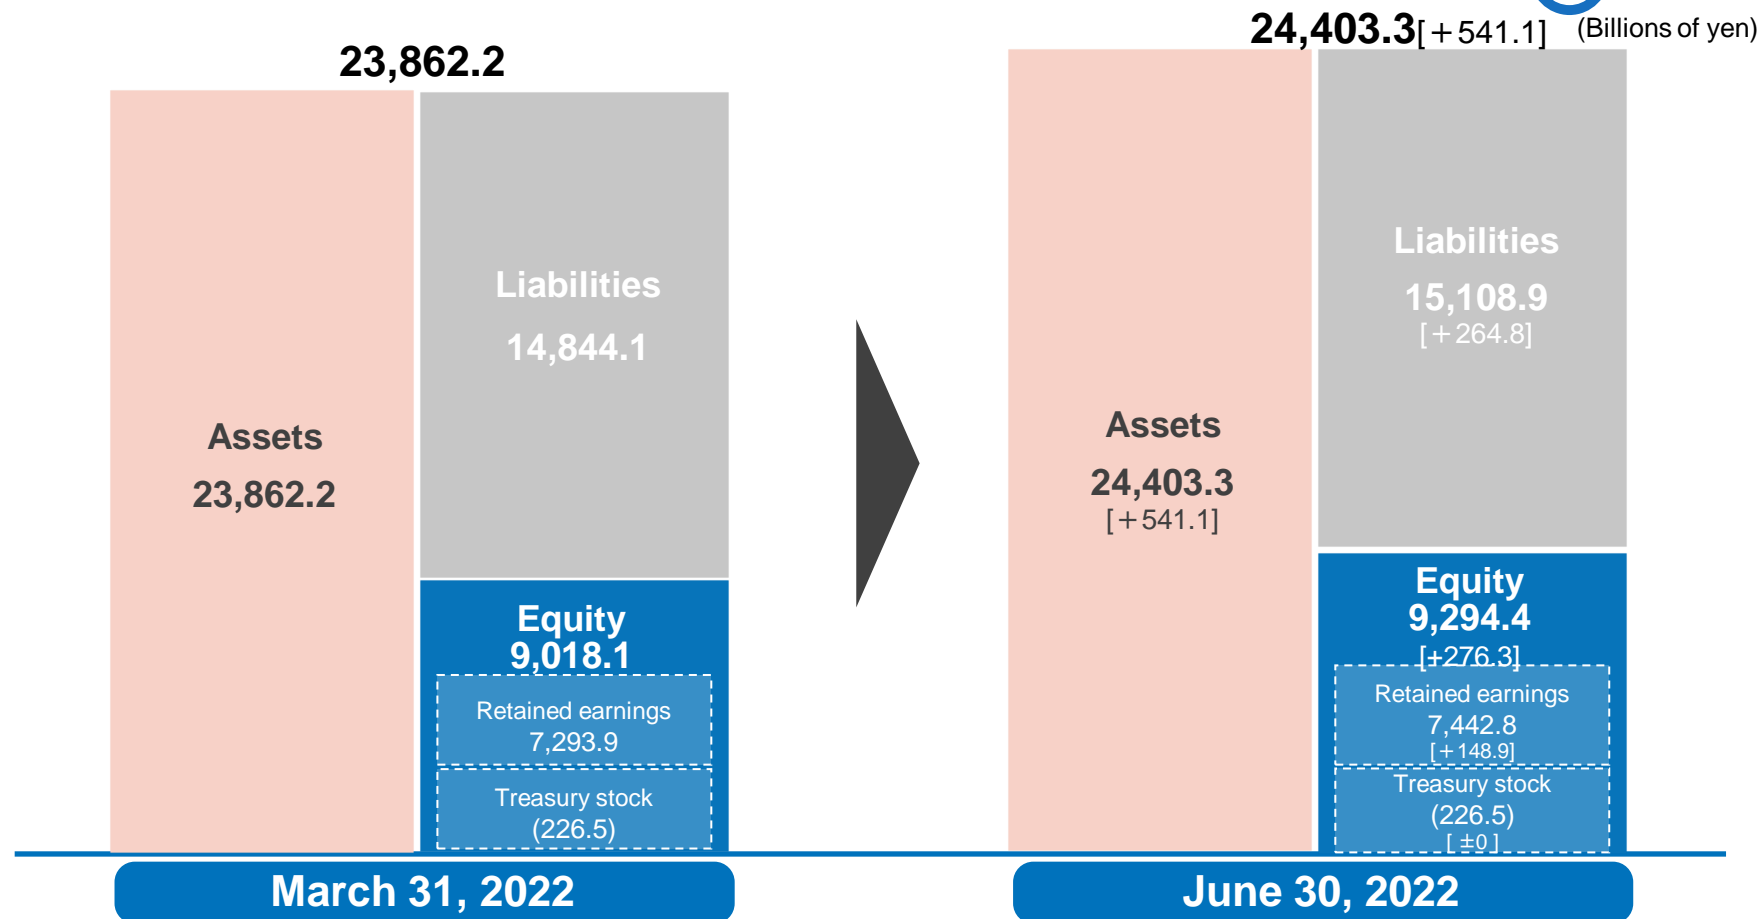 23,862.2
Assets
23,862.2
Liabilities
14,844.1
Equity
9,018.1
Retained earnings
7,293.9
Treasury stock
(226.5)
March 31, 2022
24,403.3[+541.1]
(Billions of yen)
Assets
24,403.3
[+541.1]
Liabilities
15,108.9
[+264.8]
Equity
9,294.4
[+276.3]
Retained earnings
7,442.8
[+148.9]
Treasury stock
(226.5)
[ ±0 ]
June 30, 2022